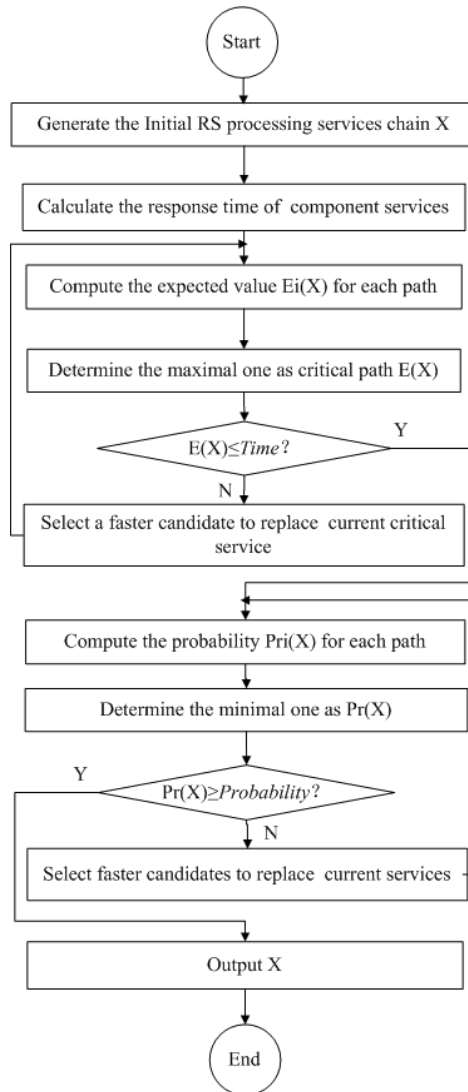 Start
Generate the Initial RS processing services chain X
Calculate the response time of component services
Compute the expected value Ei(X) for each path
Determine the maximal one as critical path E(X)
E(X)≤Time?
Y
N
Select a faster candidate to replace current critical
service
Compute the probability Pri(X) for each path
Determine the minimal one as Pr(X)
Y
Pr(X)≥Probability?
N
Select faster candidates to replace current services
Output X
End